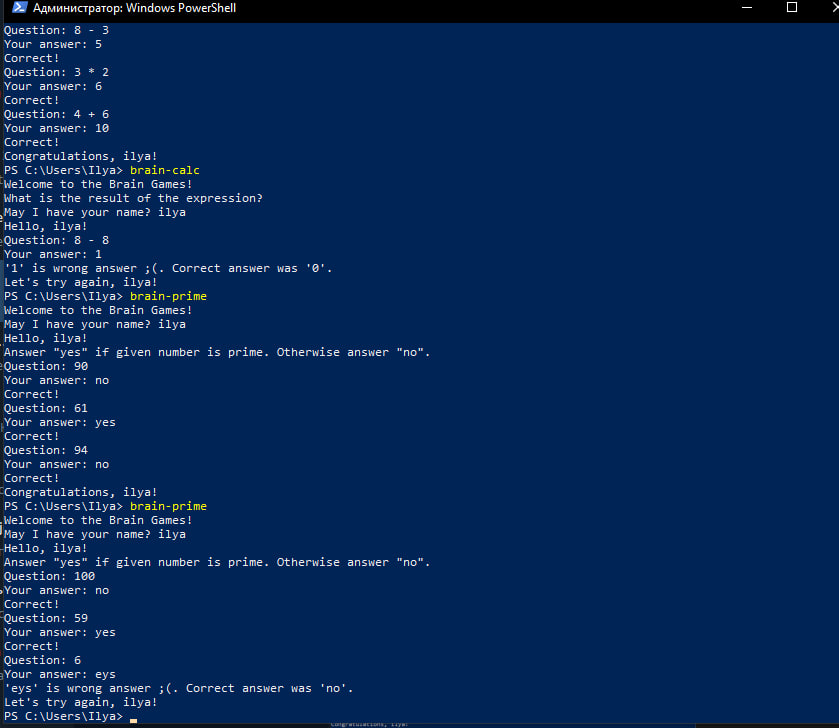 Администратор: Windows PowerShell
Question: 8 - 3
Your answer: 5
Correct!
Question: 3 * 2
Your answer: 6
Correct!
Question: 4 + 6
Your answer: 10
Correct!
Congratulations, ilya!
PS C:\Users\Ilya> brain-calc
Welcome to the Brain Games!
What is the result of the expression?
May I have your name? ilya
Hello, ilya!
Question: 8 - 8
Your answer: 1
'1' is wrong answer ;(. Correct answer was '0'.
Let's try again, ilya!
PS C:\Users\Ilya> brain-prime
Welcome to the Brain Games!
May I have your name? ilya
Hello, ilya!
Answer "yes" if given number is prime. Otherwise answer "no".
Question: 90
Your answer: no
Correct!
Question: 61
Your answer: yes
Correct!
Question: 94
Your answer: no
Correct!
Congratulations, ilya!
PS C:\Users\Ilya> brain-prime
Welcome to the Brain Games!
May I have your name? ilya
Hello, ilya!
Answer "yes" if given number is prime. Otherwise answer "no".
Question: 100
Your answer: no
Correct!
Question: 59
Your answer: yes
Correct!
Question: 6
Your answer: eys
'eys' is wrong answer ;(. Correct answer was 'no'.
Let's try again, ilya!
PS C:\Users\Ilya>
Congratulations, ilya!